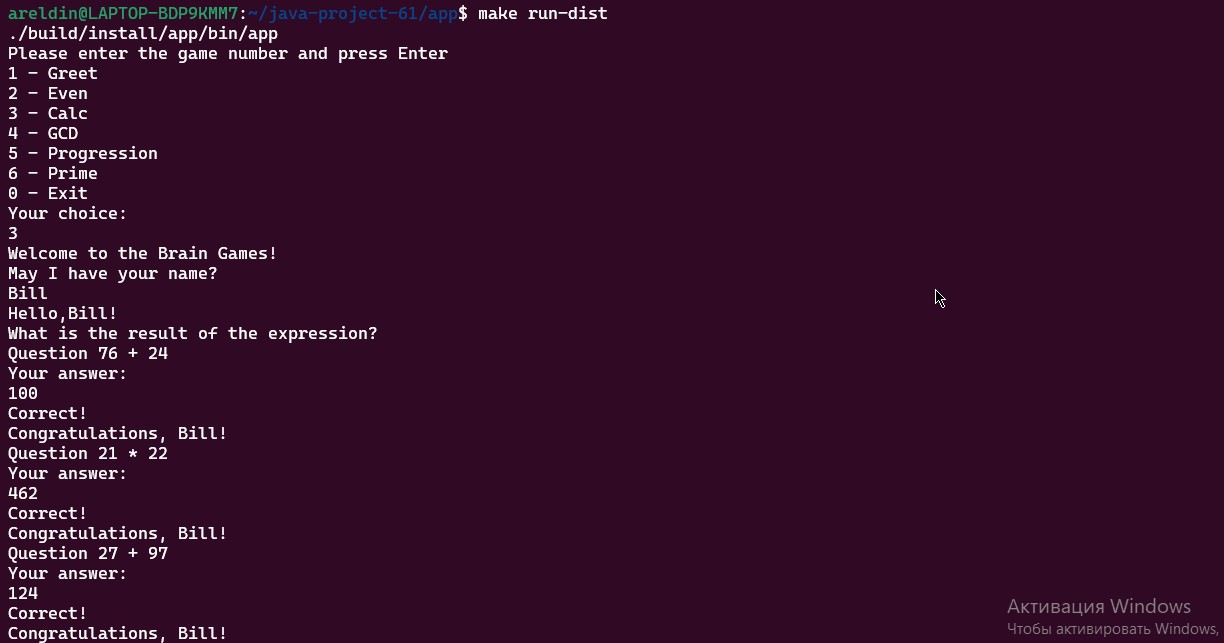 areldin@LAPTOP-BDP9KMM7:~/java-project-61/app$ make run-dist
./build/install/app/bin/app
Please enter the game number and press Enter
1 - Greet
2 - Even
3 - Calc
4 - GCD
5 - Progression
6 - Prime
0 - Exit
Your choice:
3
Welcome to the Brain Games!
May I have your name?
Bill
Hello,Bill!
What is the result of the expression?
Question 76 + 24
Your answer:
100
Correct!
Congratulations, Bill!
Question 21 * 22
Your answer:
462
Correct!
Congratulations, Bill!
Question 27 + 97
Your answer:
124
Correct!
Congratulations, Bill!
Активация Windows
Чтобы активировать Windows,